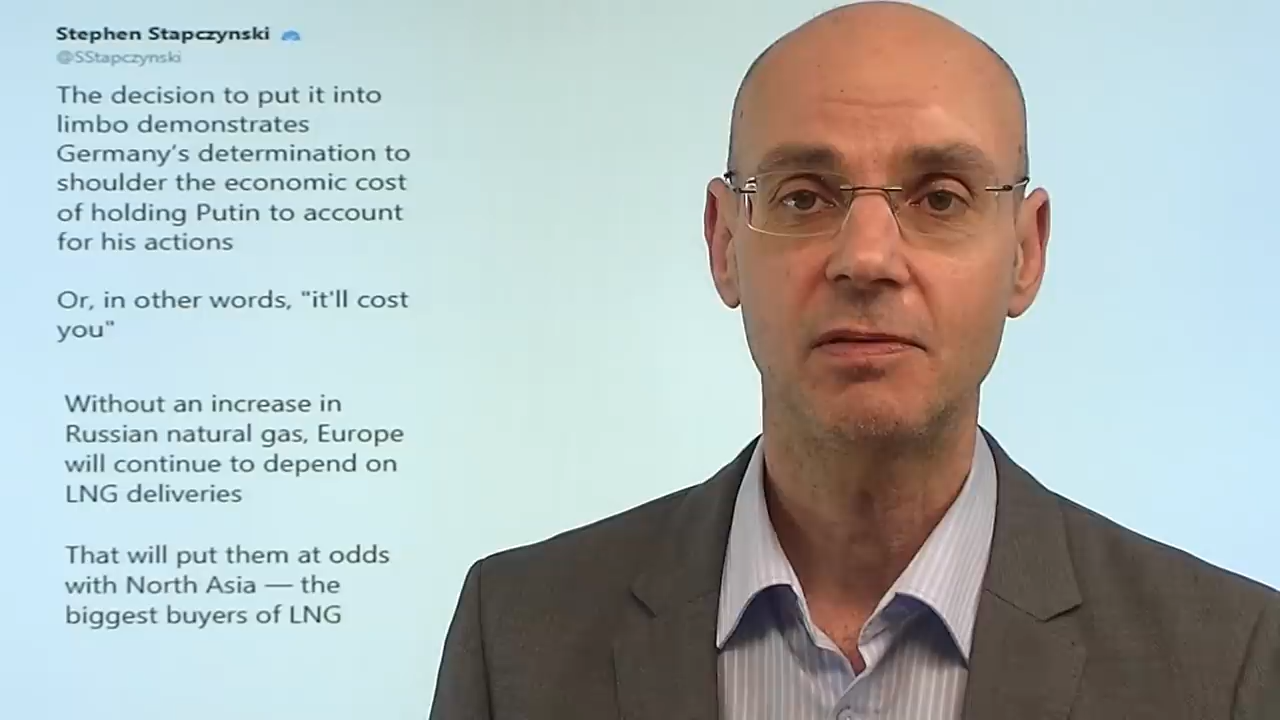 Stephen Stapczynski
@SStapczynski
The decision to put it into
limbo demonstrates
Germany's determination to
shoulder the economic cost
of holding Putin to account
for his actions
Or, in other words, "it'll cost
you"
Without an increase in
Russian natural gas, Europe
will continue to depend on
LNG deliveries
That will put them at odds
with North Asia — the
biggest buyers of LNG